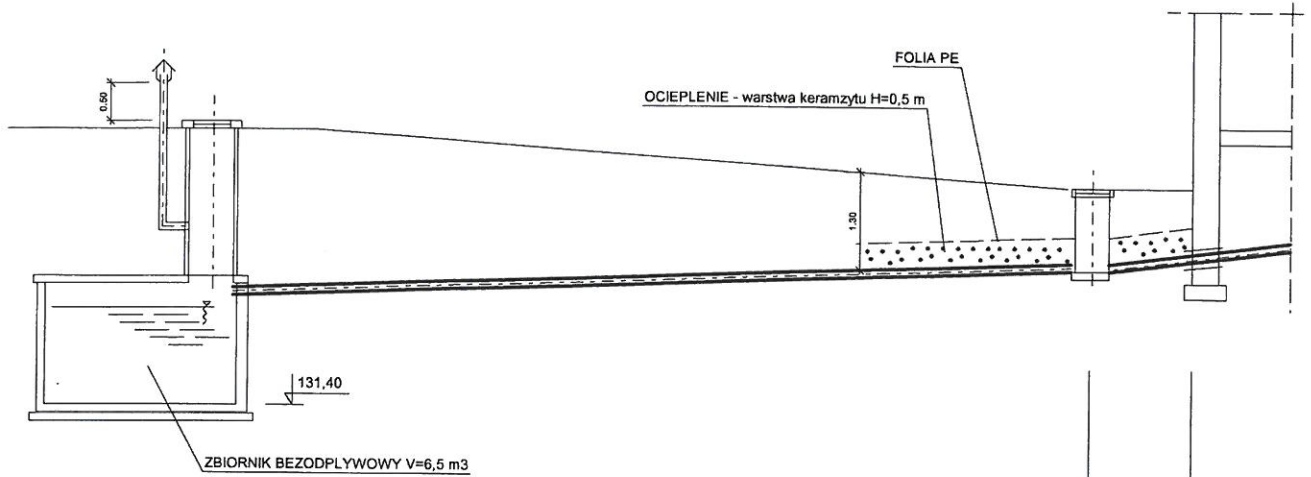 FOLIA PE
OCIEPLENIE - warstwa keramzytu H=0,5 m
0.50
1.30
131,40
ZBIORNIK BEZODPLYWOWY V=6,5 m3